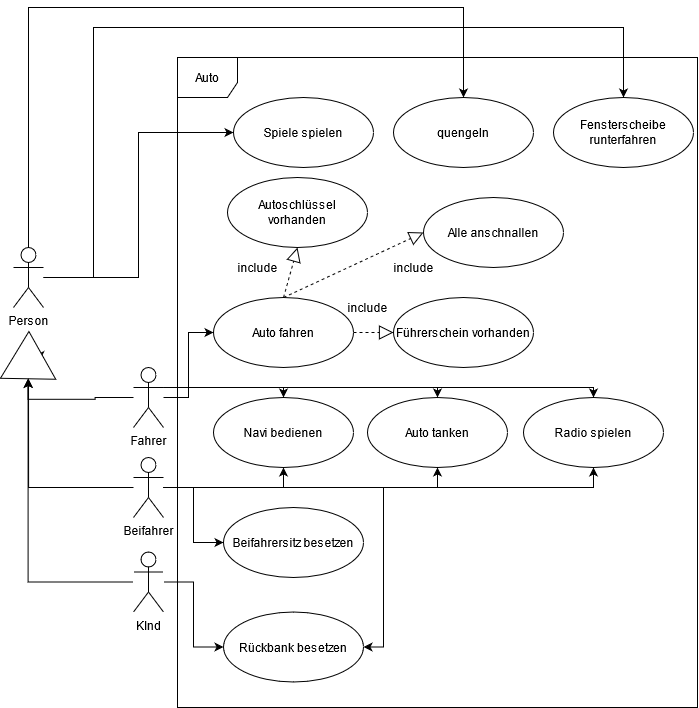 Auto
Spiele spielen
quengeln
Fensterscheibe
runterfahren
Autoschlüssel
vorhanden
Alle anschnallen
include
include
Person
include
Auto fahren
Führerschein vorhanden
Fahrer
Navi bedienen
Auto tanken
Radio spielen
Beifahrer
Beifahrersitz besetzen
KInd
Rückbank besetzen